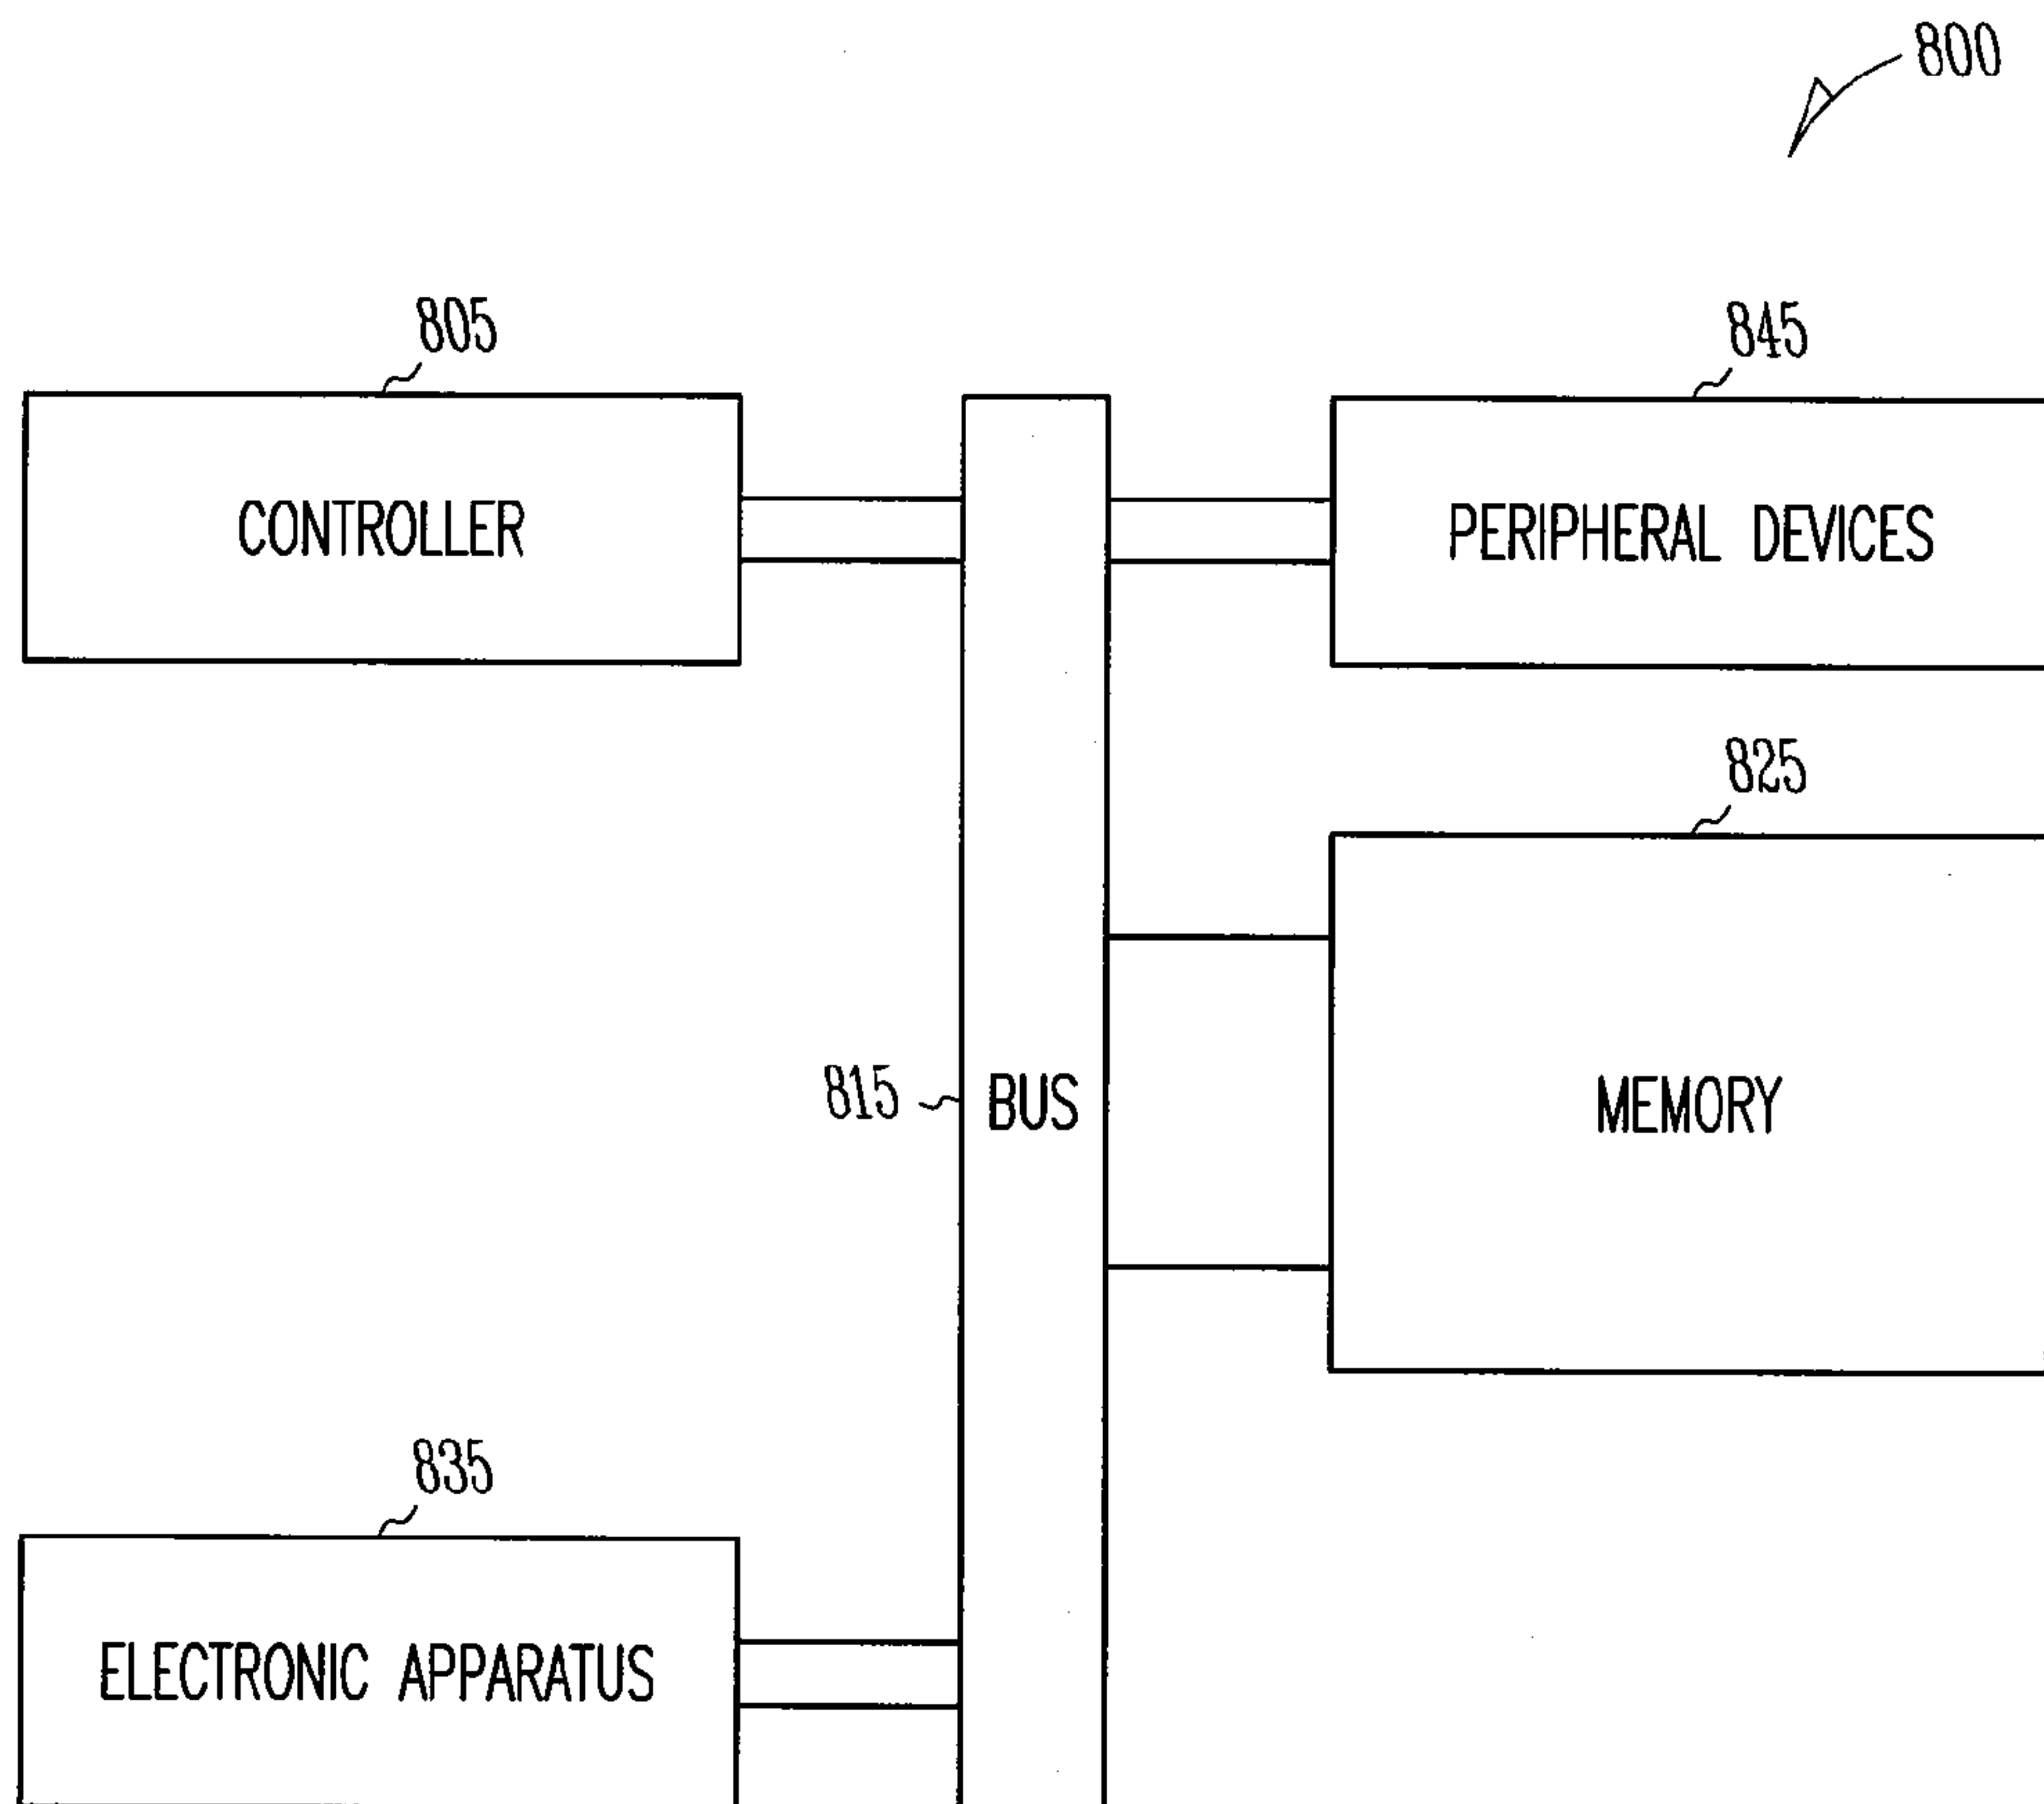 800
805
CONTROLLER
845
PERIPHERAL DEVICES
825
MEMORY
815
BUS
835
ELECTRONIC APPARATUS